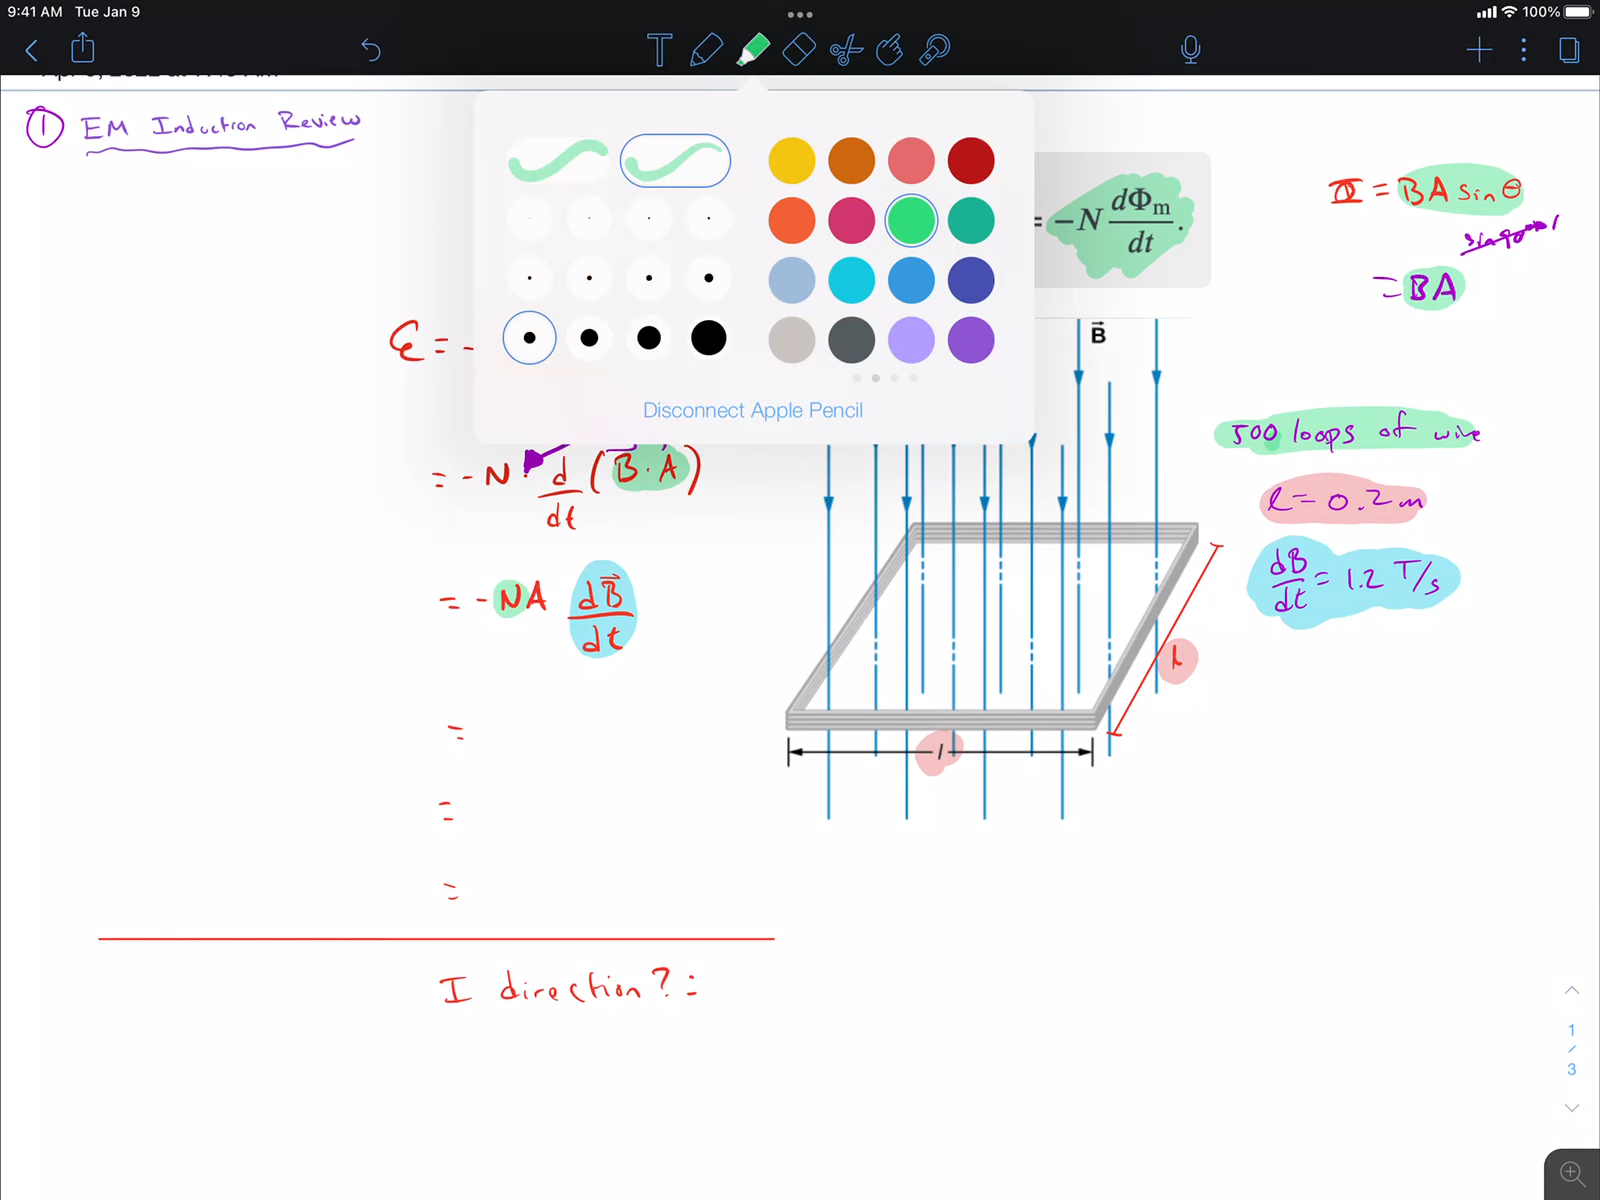 9:41 AM Tue Jan 9
100%
① EM Induction Review
= -N dΦm/dt.
Φ = BA sin θ
= BA
ℰ = -
B⃗
500 loops of wire
= -N · d/dt (B · A)
l = 0.2 m
dB/dt = 1.2 T/s
= - NA dB⃗/dt
l
=
l
=
=
I direction? :
Disconnect Apple Pencil
1
/
3